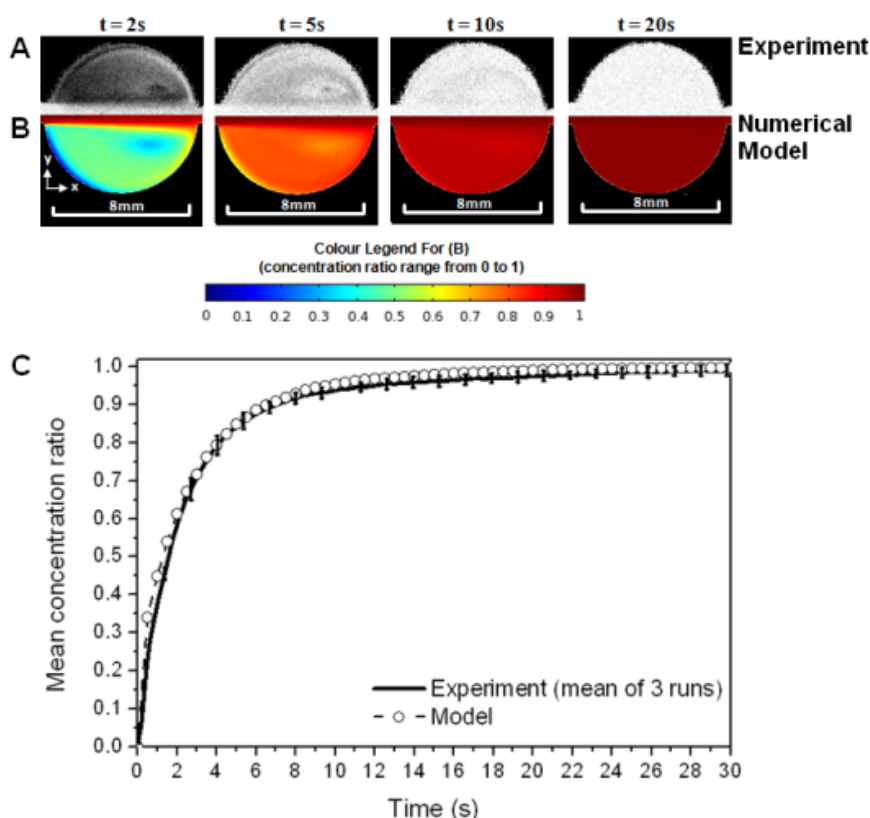 t = 2s t = 5s t = 10s t = 20s
A Experiment
B Numerical
Model
y
x
8mm 8mm 8mm 8mm
Colour Legend For (B)
(concentration ratio range from 0 to 1)
0 0.1 0.2 0.3 0.4 0.5 0.6 0.7 0.8 0.9 1
C
1.0
0.9
0.8
0.7
0.6
0.5
0.4
0.3
0.2
0.1
0.0
Mean concentration ratio
Experiment (mean of 3 runs)
Model
0 2 4 6 8 10 12 14 16 18 20 22 24 26 28 30
Time (s)